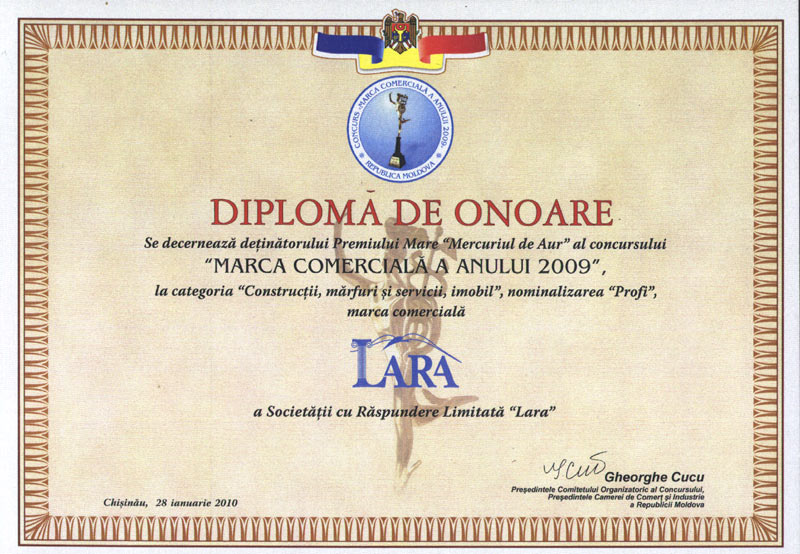 CONCURS · MARCA COMERCIALĂ A ANULUI 2009 ·
REPUBLICA MOLDOVA
DIPLOMĂ DE ONOARE
Se decernează deținătorului Premiului Mare “Mercuriul de Aur” al concursului
“MARCA COMERCIALĂ A ANULUI 2009”,
la categoria “Construcții, mărfuri și servicii, imobil”, nominalizarea “Profi”,
marca comercială
LARA
a Societății cu Răspundere Limitată “Lara”
Gheorghe Cucu
Președintele Comitetului Organizatoric al Concursului,
Președintele Camerei de Comerț și Industrie
a Republicii Moldova
Chișinău, 28 ianuarie 2010